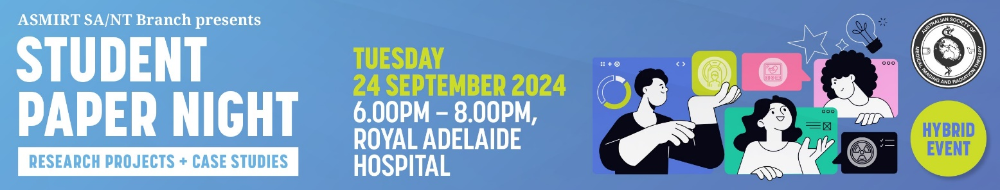 ASMIRT SA/NT Branch presents
STUDENT
PAPER NIGHT
RESEARCH PROJECTS + CASE STUDIES
TUESDAY
24 SEPTEMBER 2024
6.00PM – 8.00PM,
ROYAL ADELAIDE
HOSPITAL
AUSTRALIAN SOCIETY OF
MEDICAL IMAGING AND RADIATION THERAPY
HYBRID
EVENT